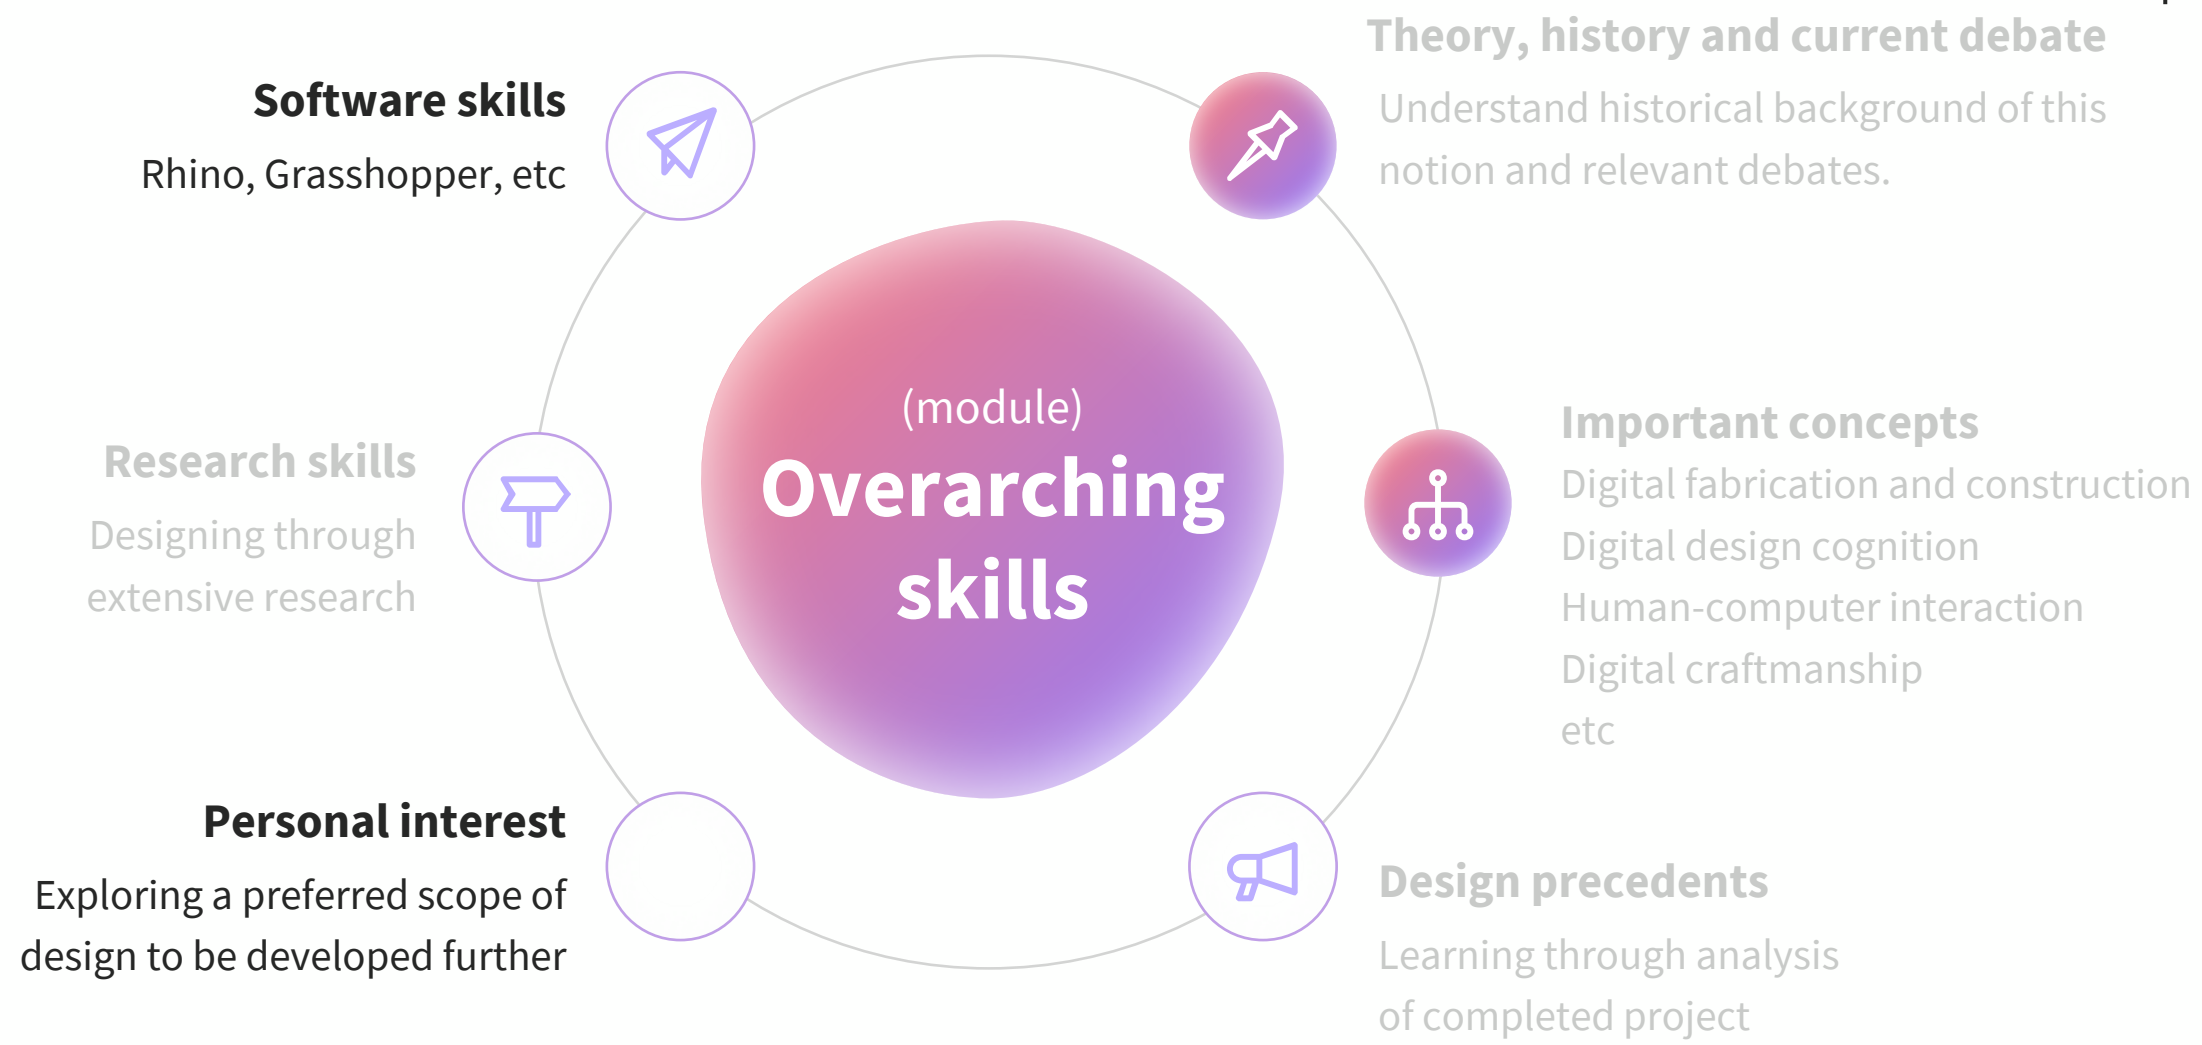 Theory, history and current debate
Understand historical background of this
notion and relevant debates.
Software skills
Rhino, Grasshopper, etc
(module)
Overarching
skills
Important concepts
Digital fabrication and construction
Digital design cognition
Human-computer interaction
Digital craftmanship
etc
Research skills
Designing through
extensive research
Personal interest
Exploring a preferred scope of
design to be developed further
Design precedents
Learning through analysis
of completed project